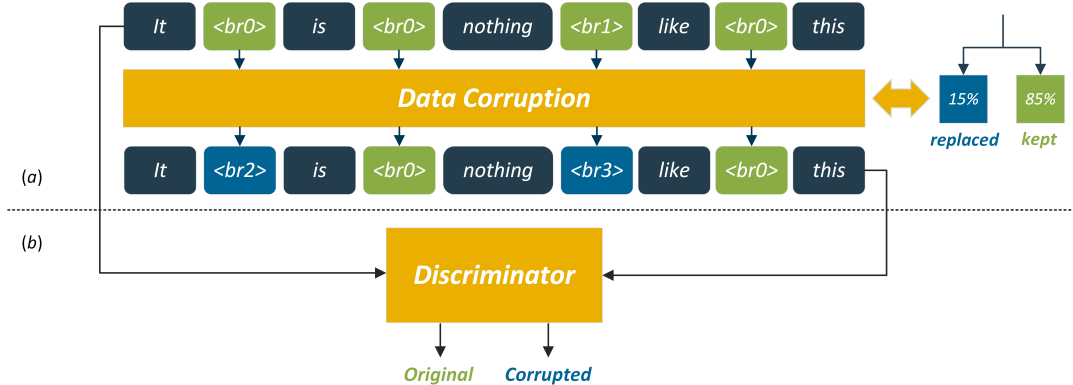 It <br0> is <br0> nothing <br1> like <br0> this
Data Corruption
15% 85%
replaced kept
It <br2> is <br0> nothing <br3> like <br0> this
(a)
(b)
Discriminator
Original Corrupted